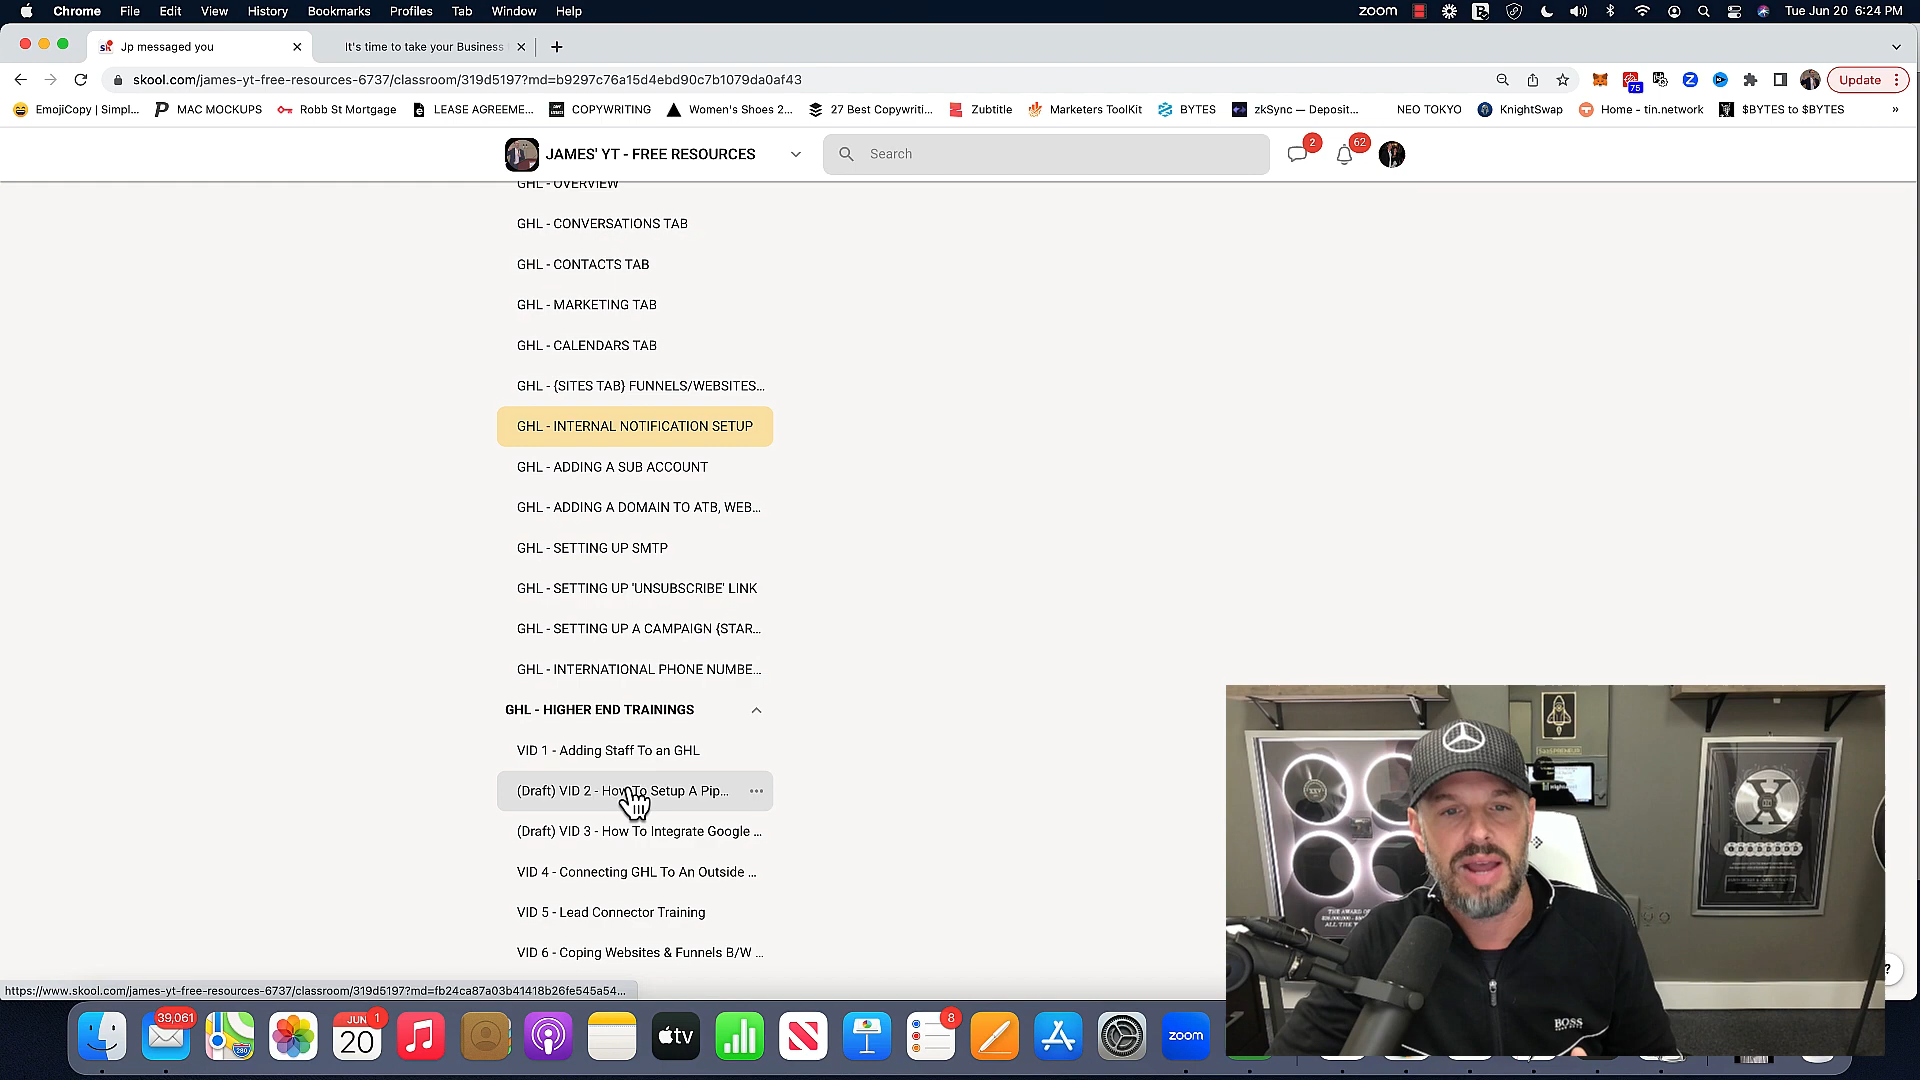 Chrome File Edit View History Bookmarks Profiles Tab Window Help zoom Tue Jun 20 6:24 PM
Jp messaged you It's time to take your Business
skool.com/james-yt-free-resources-6737/classroom/319d5197?md=b9297c76a15d4ebd90c7b1079da0af43 75 Update
EmojiCopy | Simpl... MAC MOCKUPS Robb St Mortgage LEASE AGREEME... COPYWRITING Women's Shoes 2... 27 Best Copywriti... Zubtitle Marketers ToolKit BYTES zkSync — Deposit... NEO TOKYO KnightSwap Home - tin.network $BYTES to $BYTES »
JAMES' YT - FREE RESOURCES Search 2 62
GHL - OVERVIEW
GHL - CONVERSATIONS TAB
GHL - CONTACTS TAB
GHL - MARKETING TAB
GHL - CALENDARS TAB
GHL - {SITES TAB} FUNNELS/WEBSITES...
GHL - INTERNAL NOTIFICATION SETUP
GHL - ADDING A SUB ACCOUNT
GHL - ADDING A DOMAIN TO ATB, WEB...
GHL - SETTING UP SMTP
GHL - SETTING UP 'UNSUBSCRIBE' LINK
GHL - SETTING UP A CAMPAIGN {STAR...
GHL - INTERNATIONAL PHONE NUMBE...
GHL - HIGHER END TRAININGS
VID 1 - Adding Staff To an GHL
(Draft) VID 2 - How To Setup A Pip...
(Draft) VID 3 - How To Integrate Google ...
VID 4 - Connecting GHL To An Outside ...
VID 5 - Lead Connector Training
VID 6 - Coping Websites & Funnels B/W ...
https://www.skool.com/james-yt-free-resources-6737/classroom/319d5197?md=fb24ca87a03b41418b26fe545a54...
39,061 280 JUN 1 20 tv 8 zoom
SaaSPRENEUR
X
THE AWARD OF
BOSS
?